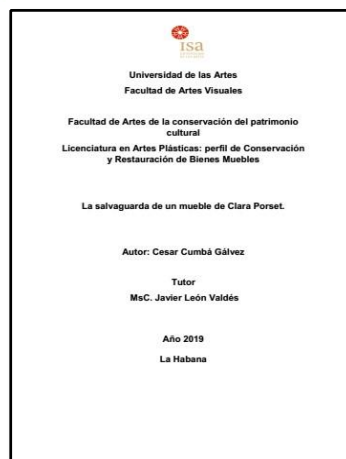 isa
Universidad de las Artes
Facultad de Artes Visuales
Facultad de Artes de la conservación del patrimonio
cultural
Licenciatura en Artes Plásticas: perfil de Conservación
y Restauración de Bienes Muebles
La salvaguarda de un mueble de Clara Porset.
Autor: Cesar Cumbá Gálvez
Tutor
MsC. Javier León Valdés
Año 2019
La Habana